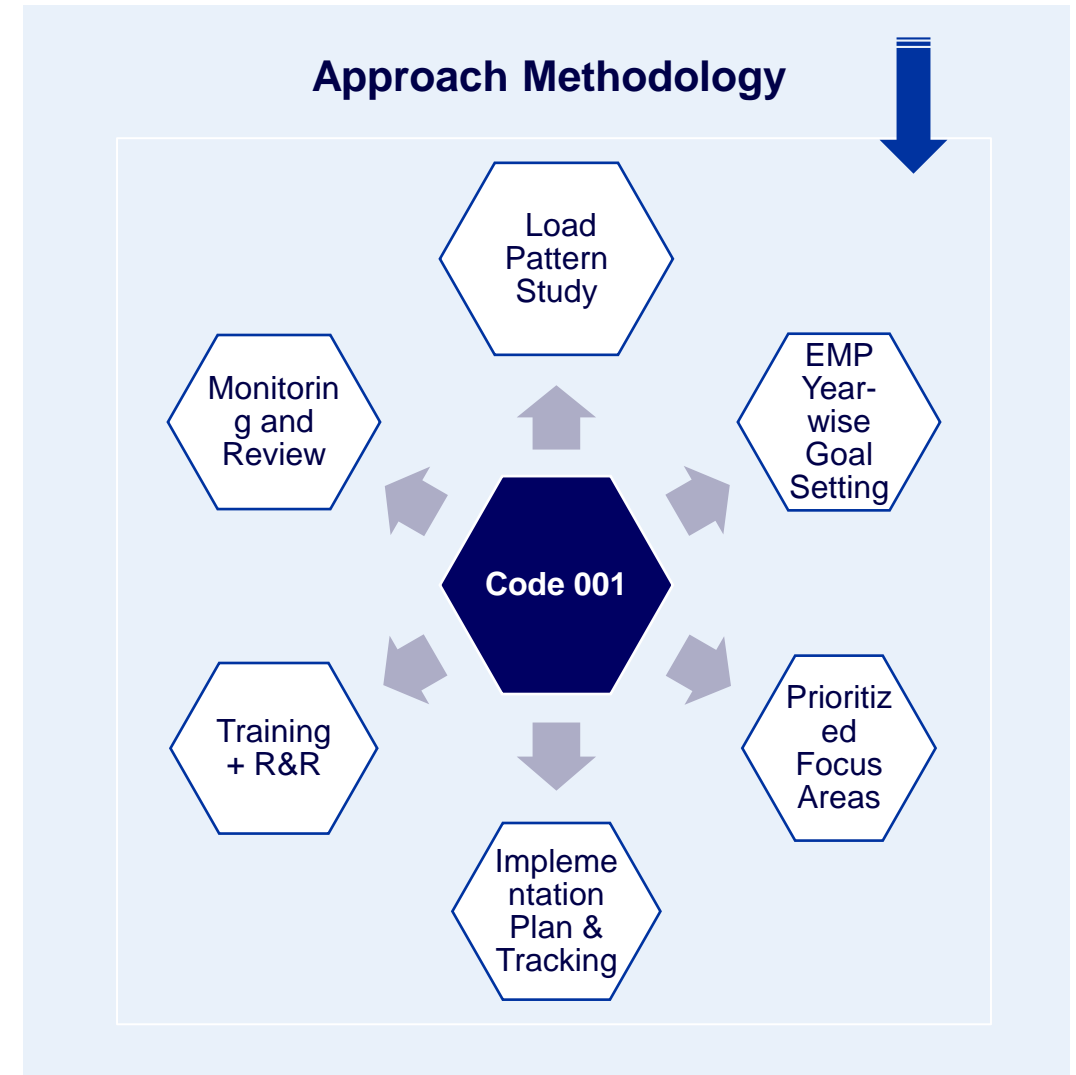 Approach Methodology
Load
Pattern
Study
EMP
Year-
wise
Goal
Setting
Prioritiz
ed
Focus
Areas
Impleme
ntation
Plan &
Tracking
Training
+ R&R
Monitorin
g and
Review
Code 001